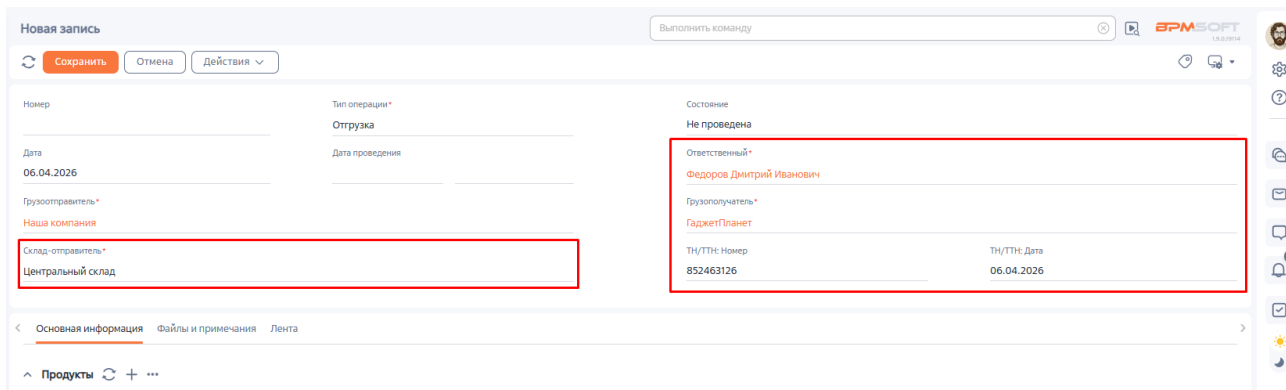 Новая запись
Выполнить команду
BPMSOFT
Сохранить Отмена Действия
Номер Тип операции* Состояние
Отгрузка Не проведена
Дата Дата проведения Ответственный*
06.04.2026 Федоров Дмитрий Иванович
Грузоотправитель* Грузополучатель*
Наша компания ГаджетПланет
Склад-отправитель* ТН/ТТН: Номер ТН/ТТН: Дата
Центральный склад 852463126 06.04.2026
Основная информация Файлы и примечания Лента
Продукты